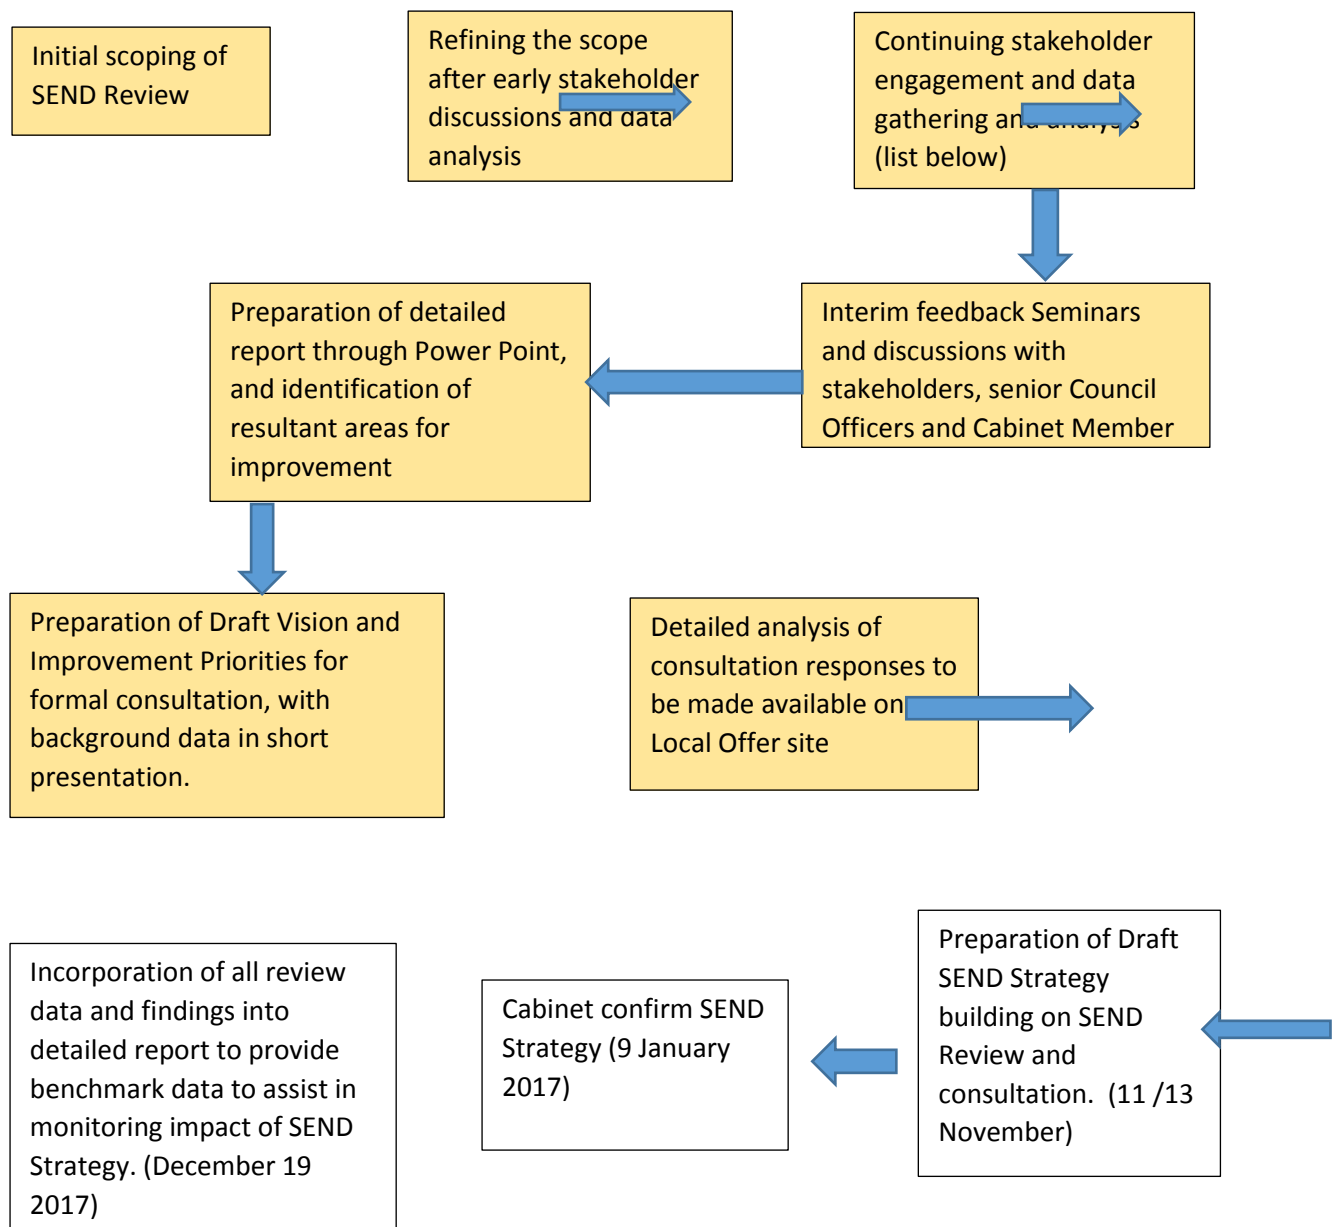 Initial scoping of
SEND Review
Refining the scope
after early stakeholder
discussions and data
analysis
Continuing stakeholder
engagement and data
gathering and analysis
(list below)
Preparation of detailed
report through Power Point,
and identification of
resultant areas for
improvement
Interim feedback Seminars
and discussions with
stakeholders, senior Council
Officers and Cabinet Member
Preparation of Draft Vision and
Improvement Priorities for
formal consultation, with
background data in short
presentation.
Detailed analysis of
consultation responses to
be made available on
Local Offer site
Incorporation of all review
data and findings into
detailed report to provide
benchmark data to assist in
monitoring impact of SEND
Strategy. (December 19
2017)
Cabinet confirm SEND
Strategy (9 January
2017)
Preparation of Draft
SEND Strategy
building on SEND
Review and
consultation.  (11 /13
November)